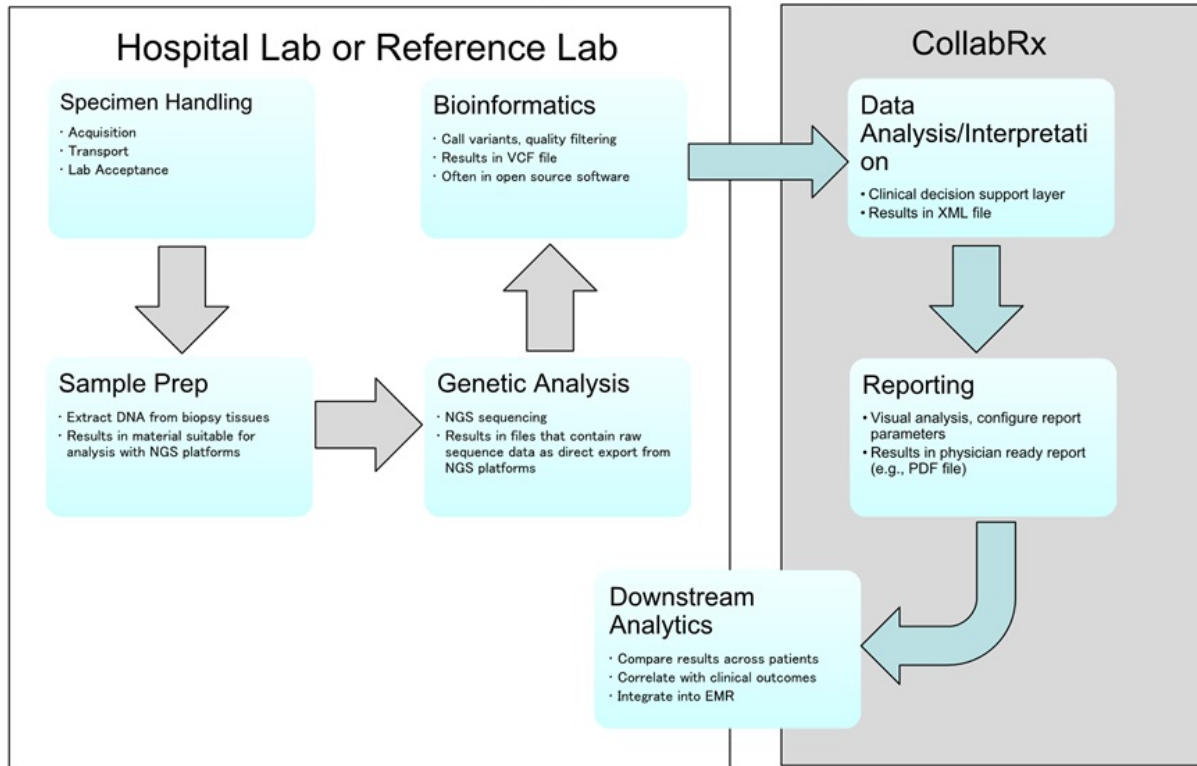 Hospital Lab or Reference Lab
Specimen Handling
· Acquisition
· Transport
· Lab Acceptance
Sample Prep
· Extract DNA from biopsy tissues
· Results in material suitable for
analysis with NGS platforms
Genetic Analysis
· NGS sequencing
· Results in files that contain raw
sequence data as direct export from
NGS platforms
Bioinformatics
· Call variants, quality filtering
· Results in VCF file
· Often in open source software
CollabRx
Data
Analysis/Interpretati
on
• Clinical decision support layer
• Results in XML file
Reporting
• Visual analysis, configure report
parameters
• Results in physician ready report
(e.g., PDF file)
Downstream
Analytics
· Compare results across patients
· Correlate with clinical outcomes
· Integrate into EMR